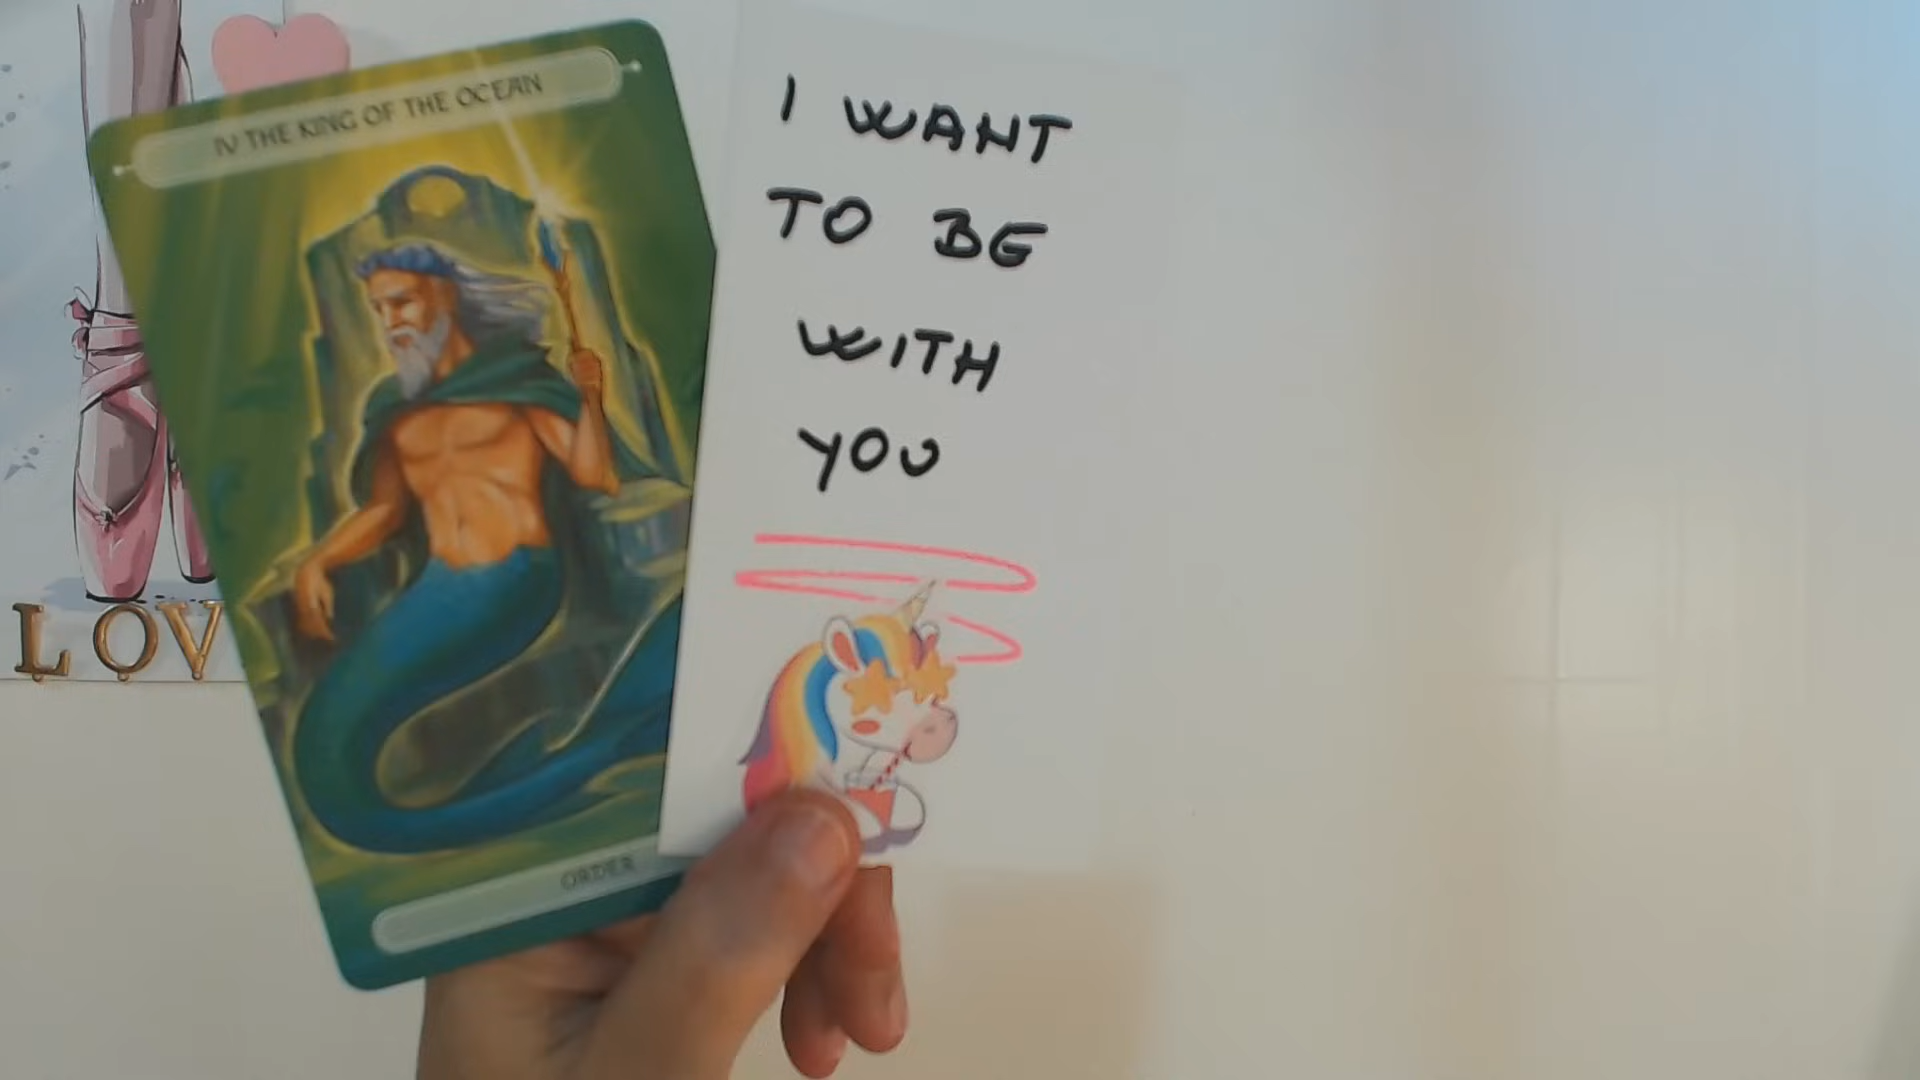 IV THE KING OF THE OCEAN
ORDER
I WANT
TO BE
WITH
YOU
LOV